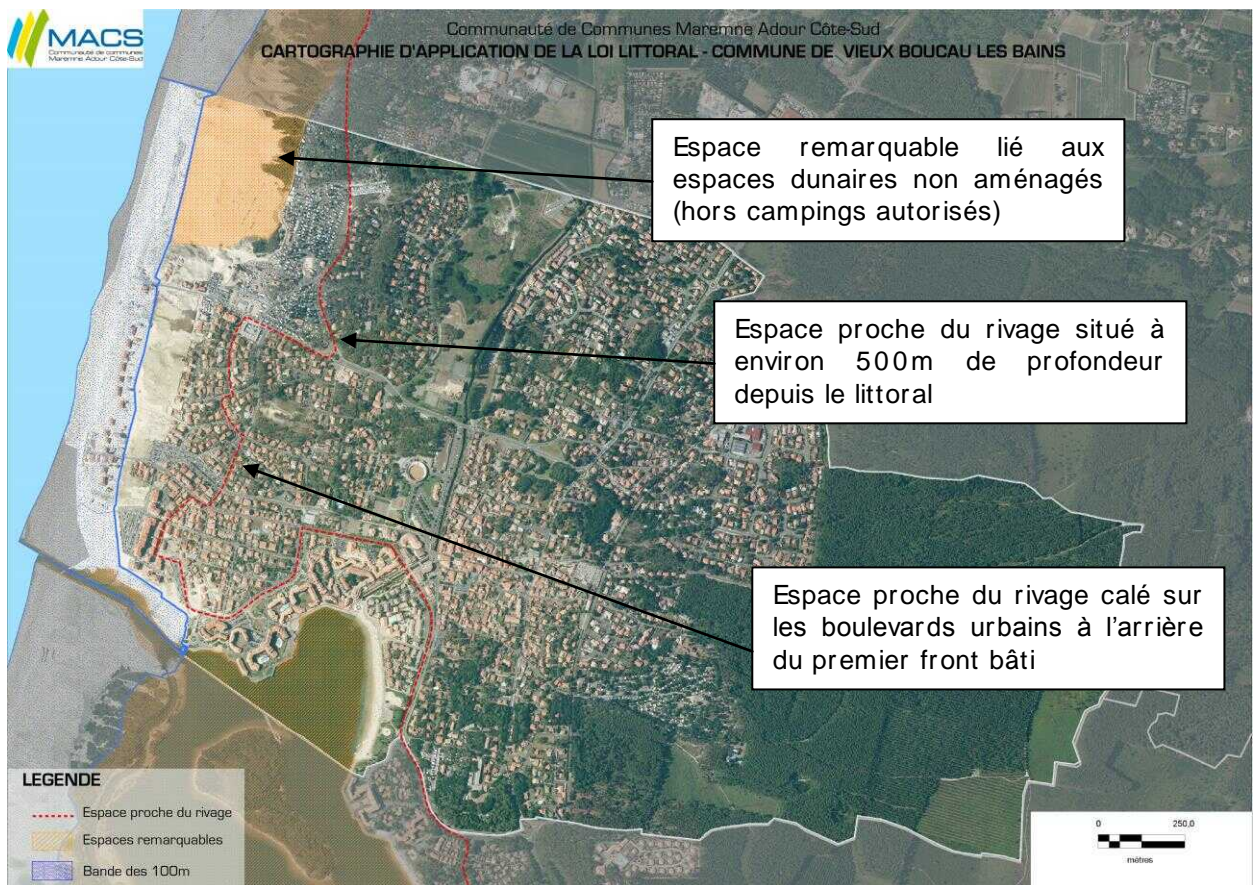 MACS
Communauté de communes
Maremne Adour Côte-Sud
Communauté de Communes Maremne Adour Côte-Sud
CARTOGRAPHIE D'APPLICATION DE LA LOI LITTORAL - COMMUNE DE VIEUX BOUCAU LES BAINS
Espace remarquable lié aux
espaces dunaires non aménagés
(hors campings autorisés)
Espace proche du rivage situé à
environ 500m de profondeur
depuis le littoral
Espace proche du rivage calé sur
les boulevards urbains à l'arrière
du premier front bâti
LEGENDE
Espace proche du rivage
Espaces remarquables
Bande des 100m
0 250,0
mètres